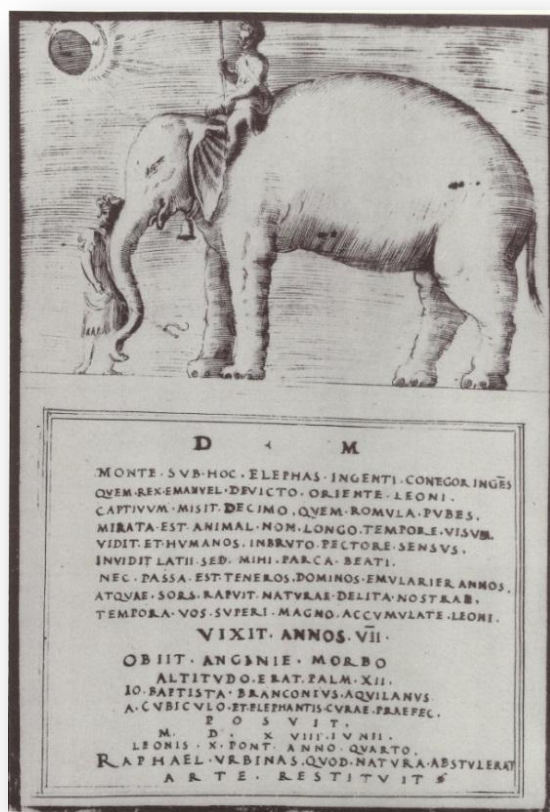 D M
MONTE · SVB · HOC · ELEPHAS · INGENTI · CONTEGOR INGE͞S
QVEM · REX · EMANVEL · DEVICTO · ORIENTE · LEONI ·
CAPTIVVM · MISIT · DECIMO · QVEM · ROMVLA · PVBES,
MIRATA · EST · ANIMAL · NON · LONGO · TEMPORE · VISUM
VIDIT · ET · HVMANOS · INBRVTO · PECTORE · SENSVS ·
INVIDIT LATII · SED · MIHI · PARCA · BEATI ·
NEC · PASSA · EST · TENEROS · DOMINOS · EMVLARIER ANNOS,
ATQVAE · SORS · RAPVIT · NATVRAE · DELITA · NOSTRAE,
TEMPORA · VOS · SVPERI · MAGNO · ACCVMVLATE · LEONI ·
VIXIT · ANNOS · V͞II ·
OBIIT · ANGINIE · MORBO
ALTITVDO · ERAT · PALM · XII ·
IO · BAPTISTA · BRANCONIVS · AQVILANVS
A · CVBICVLO · ET · ELEPHANTIS · CVRAE · PRAEFEC ·
P O S V I T ·
M · D · X VIII · IVNII ·
LEONIS · X · PONT · ANNO · QVARTO ·
RAPHAEL · VRBINAS · QVOD · NATVRA · ABSTVLERAT
ARTE · RESTITVIT